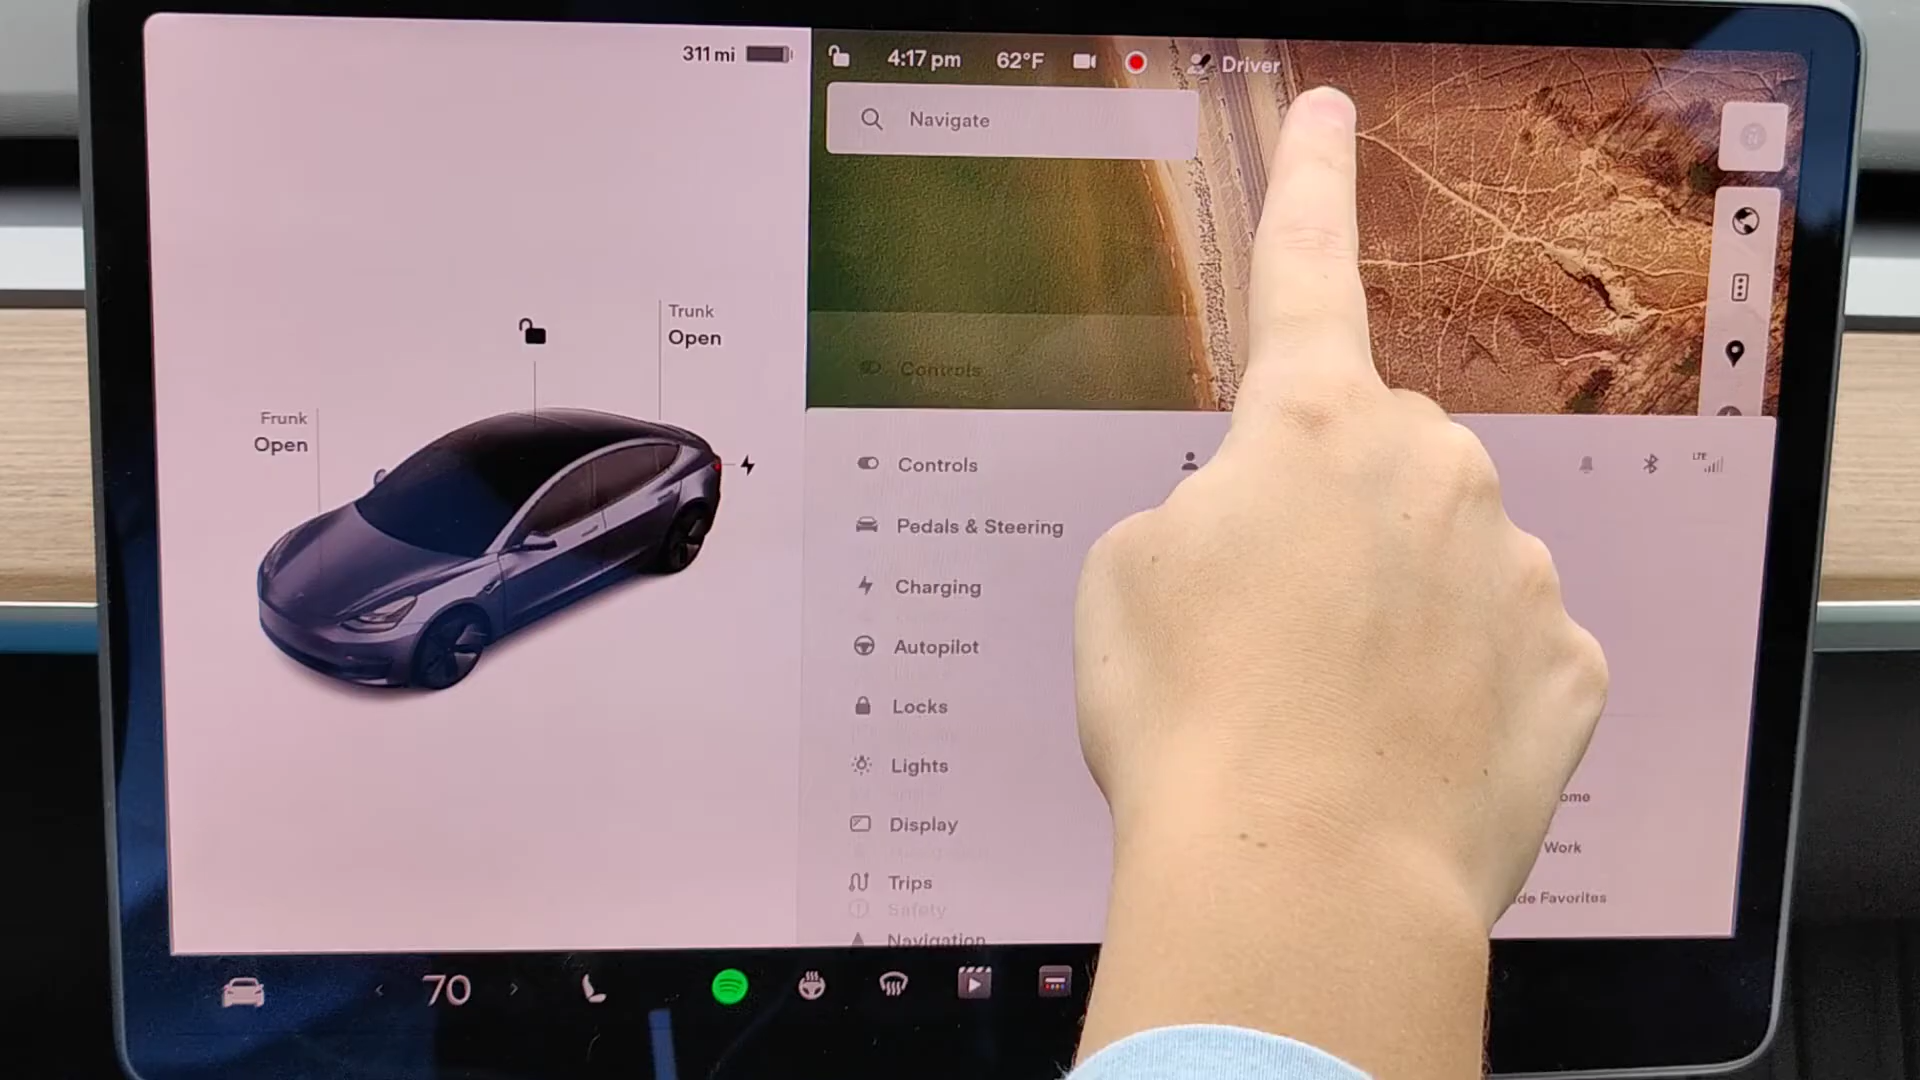 311 mi
4:17 pm 62°F Driver
Navigate
Trunk
Open
Frunk
Open
Controls
Controls
LTE
Pedals & Steering
Charging
Autopilot
Locks
Lights
Display
Trips
Safety
Navigation
ome
Work
de Favorites
70